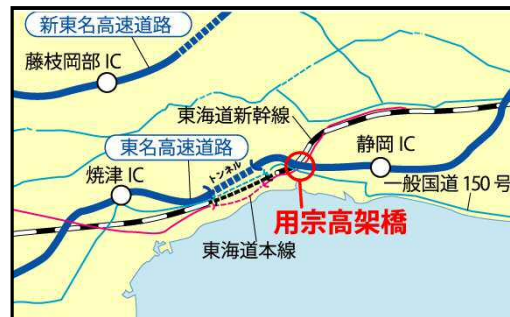 新東名高速道路
藤枝岡部 IC
東海道新幹線
東名高速道路
静岡 IC
トンネル
焼津 IC
一般国道 150 号
用宗高架橋
東海道本線